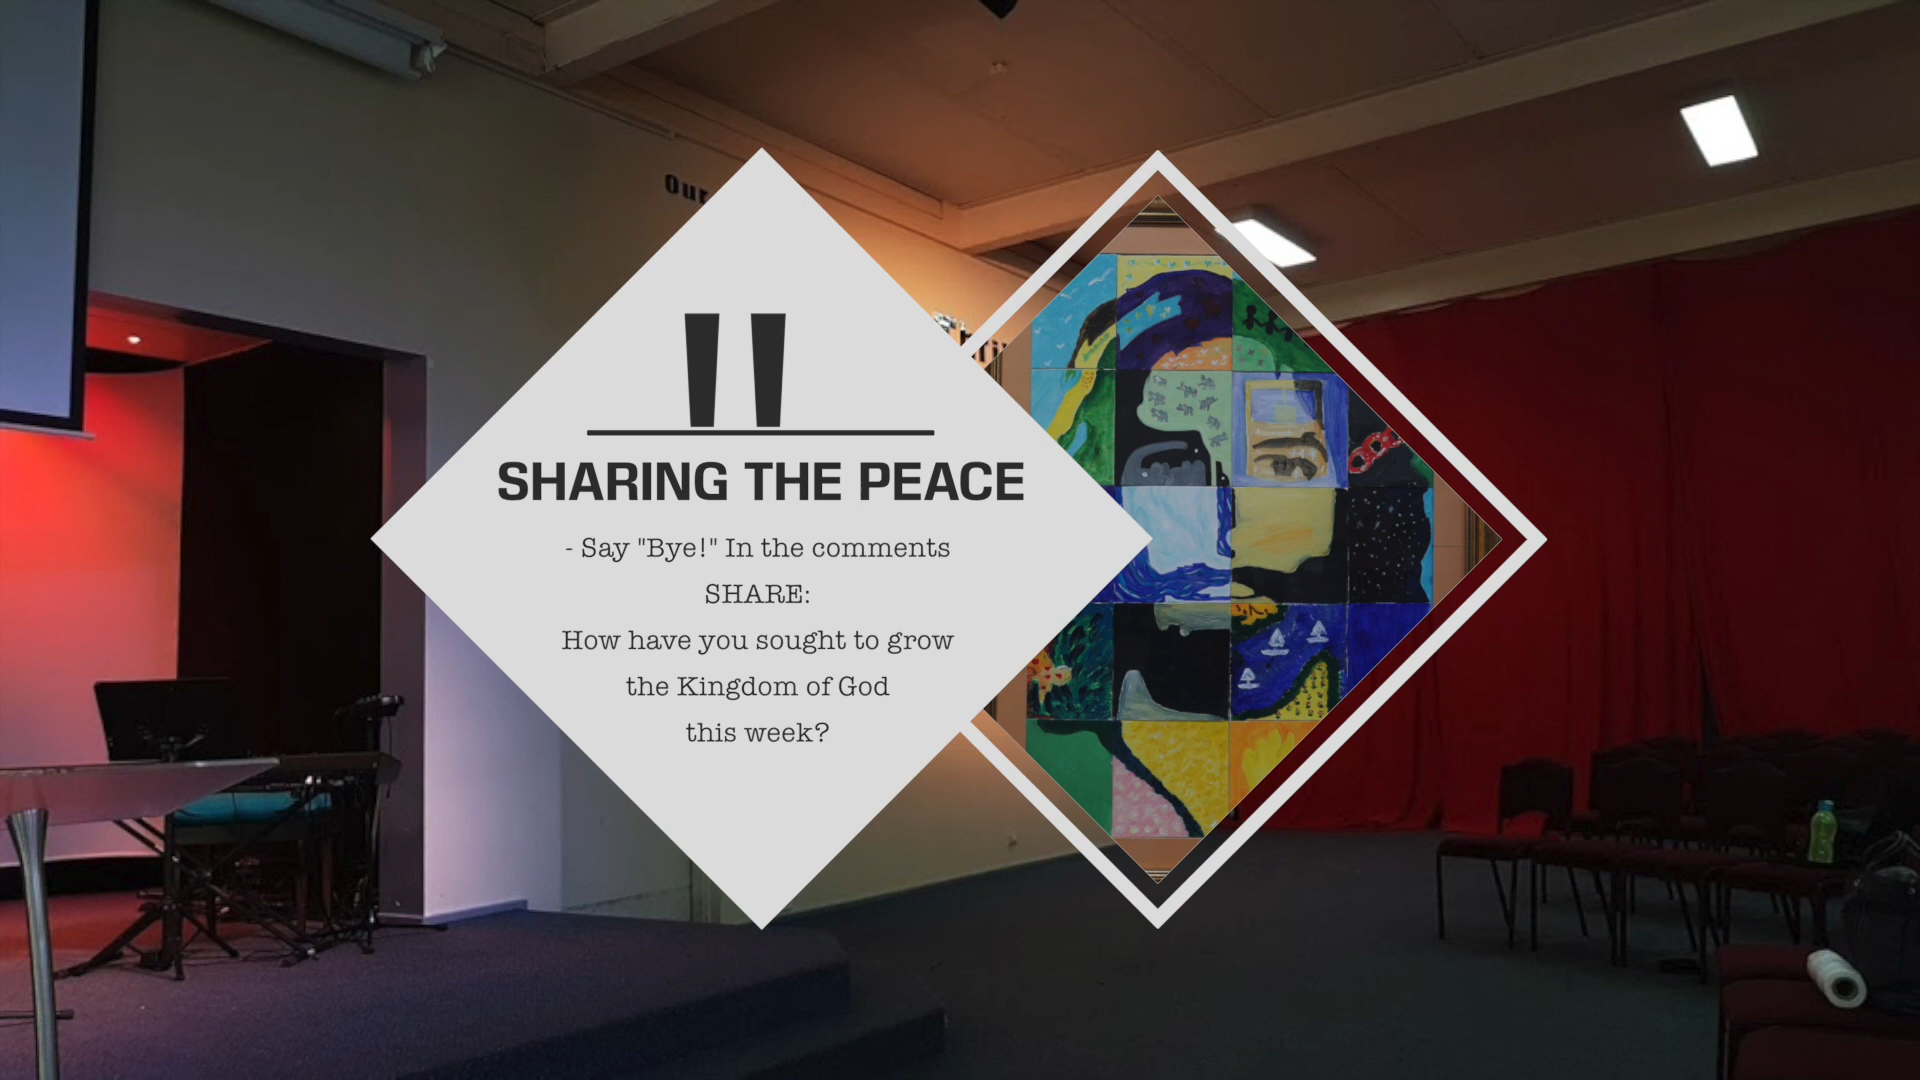 Our
"
SHARING THE PEACE
- Say "Bye!" In the comments
SHARE:
How have you sought to grow
the Kingdom of God
this week?